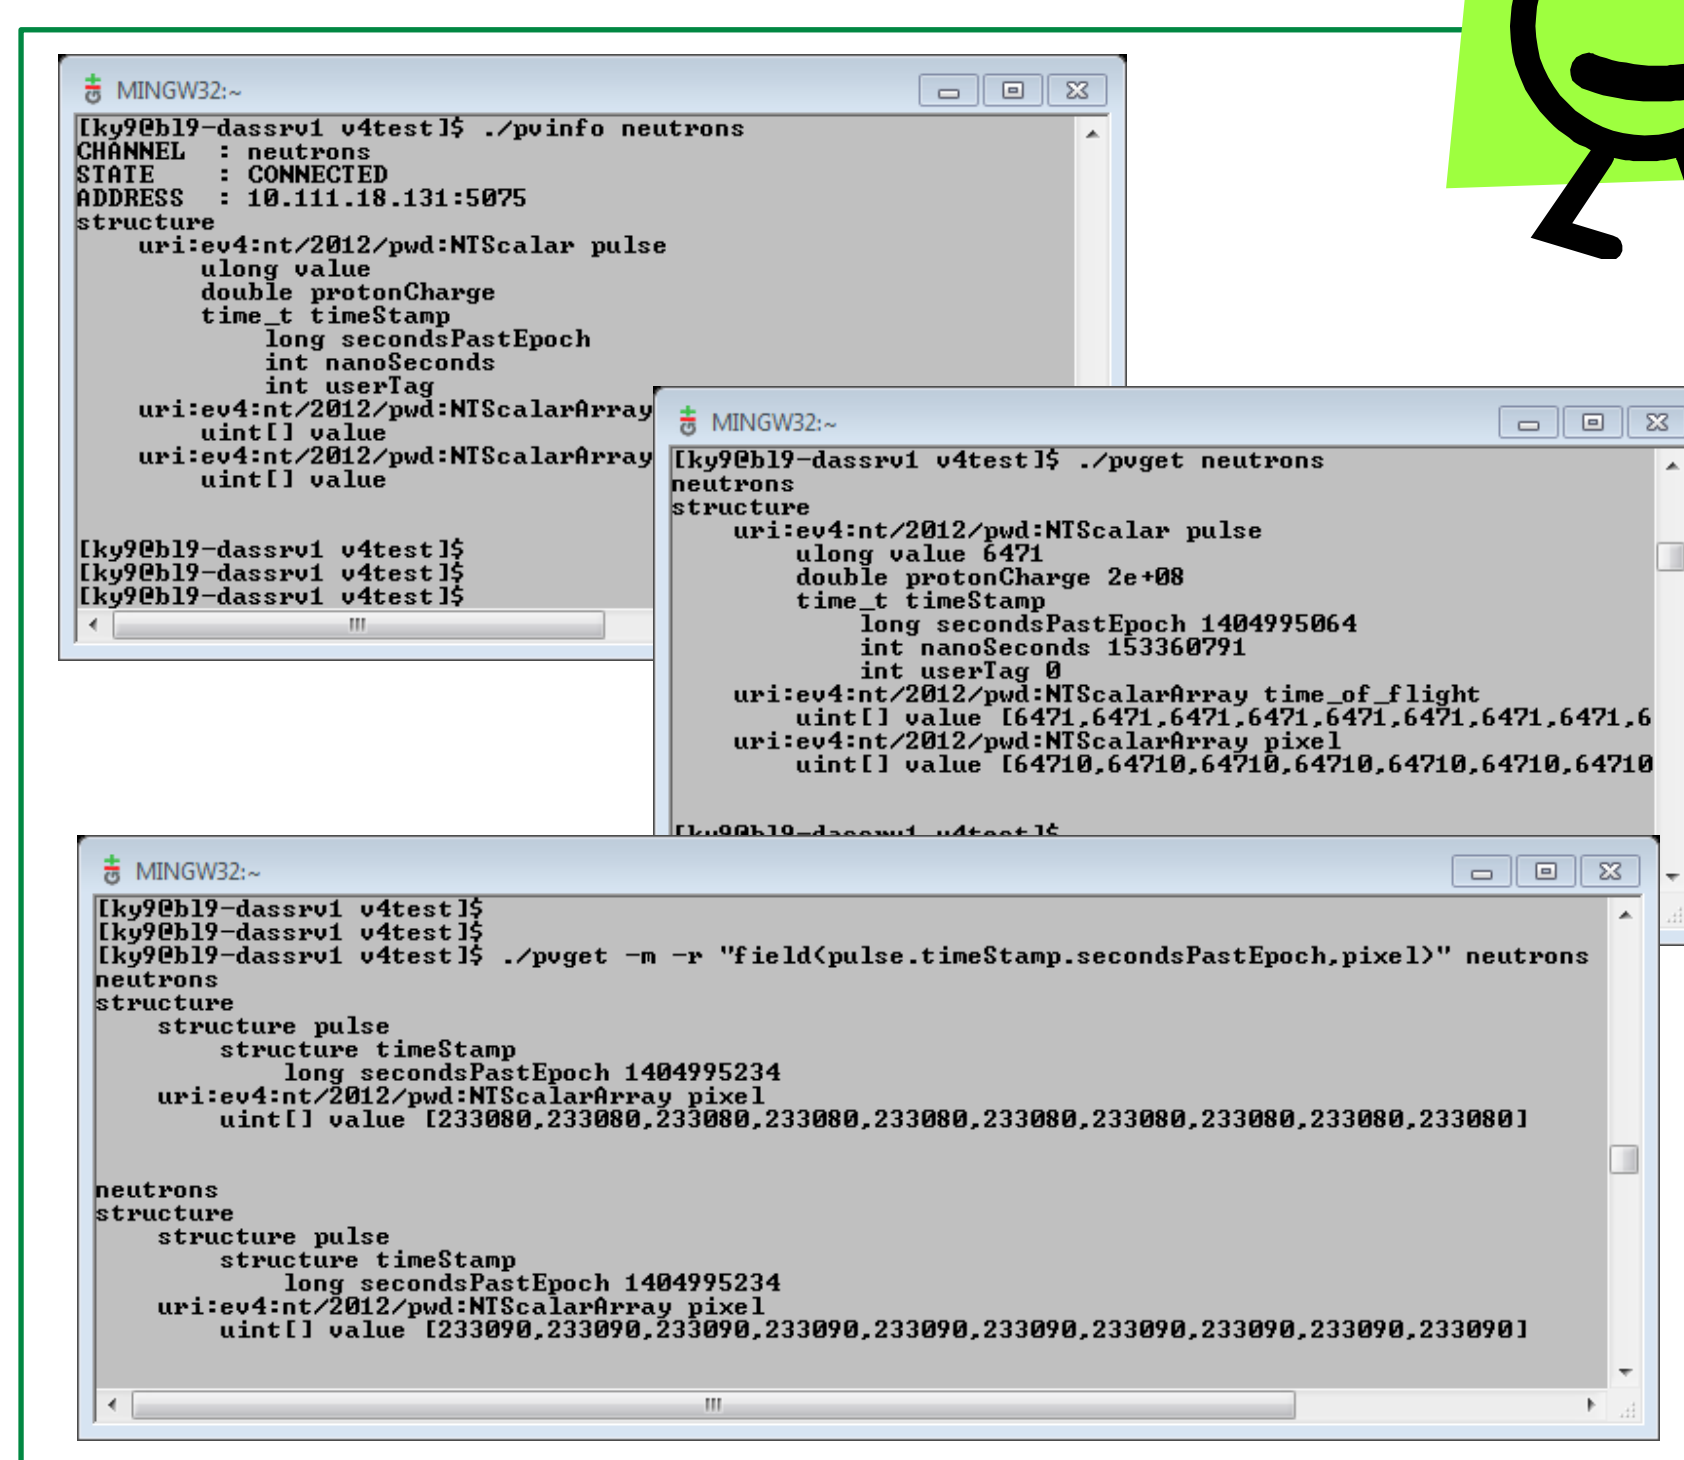 MINGW32:~
[ky9@bl9-dassrv1 v4test]$ ./pvinfo neutrons
CHANNEL  : neutrons
STATE    : CONNECTED
ADDRESS  : 10.111.18.131:5075
structure
    uri:ev4:nt/2012/pwd:NTScalar pulse
        ulong value
        double protonCharge
        time_t timeStamp
            long secondsPastEpoch
            int nanoSeconds
            int userTag
    uri:ev4:nt/2012/pwd:NTScalarArray
        uint[] value
    uri:ev4:nt/2012/pwd:NTScalarArray
        uint[] value
[ky9@bl9-dassrv1 v4test]$
[ky9@bl9-dassrv1 v4test]$
[ky9@bl9-dassrv1 v4test]$
MINGW32:~
[ky9@bl9-dassrv1 v4test]$ ./pvget neutrons
neutrons
structure
    uri:ev4:nt/2012/pwd:NTScalar pulse
        ulong value 6471
        double protonCharge 2e+08
        time_t timeStamp
            long secondsPastEpoch 1404995064
            int nanoSeconds 153360791
            int userTag 0
    uri:ev4:nt/2012/pwd:NTScalarArray time_of_flight
        uint[] value [6471,6471,6471,6471,6471,6471,6471,6471,6
    uri:ev4:nt/2012/pwd:NTScalarArray pixel
        uint[] value [64710,64710,64710,64710,64710,64710,64710
[ky9@bl9-dassrv1 v4test]$
MINGW32:~
[ky9@bl9-dassrv1 v4test]$
[ky9@bl9-dassrv1 v4test]$
[ky9@bl9-dassrv1 v4test]$ ./pvget -m -r "field(pulse.timeStamp.secondsPastEpoch,pixel)" neutrons
neutrons
structure
    structure pulse
        structure timeStamp
            long secondsPastEpoch 1404995234
    uri:ev4:nt/2012/pwd:NTScalarArray pixel
        uint[] value [233080,233080,233080,233080,233080,233080,233080,233080,233080,233080]
neutrons
structure
    structure pulse
        structure timeStamp
            long secondsPastEpoch 1404995234
    uri:ev4:nt/2012/pwd:NTScalarArray pixel
        uint[] value [233090,233090,233090,233090,233090,233090,233090,233090,233090,233090]